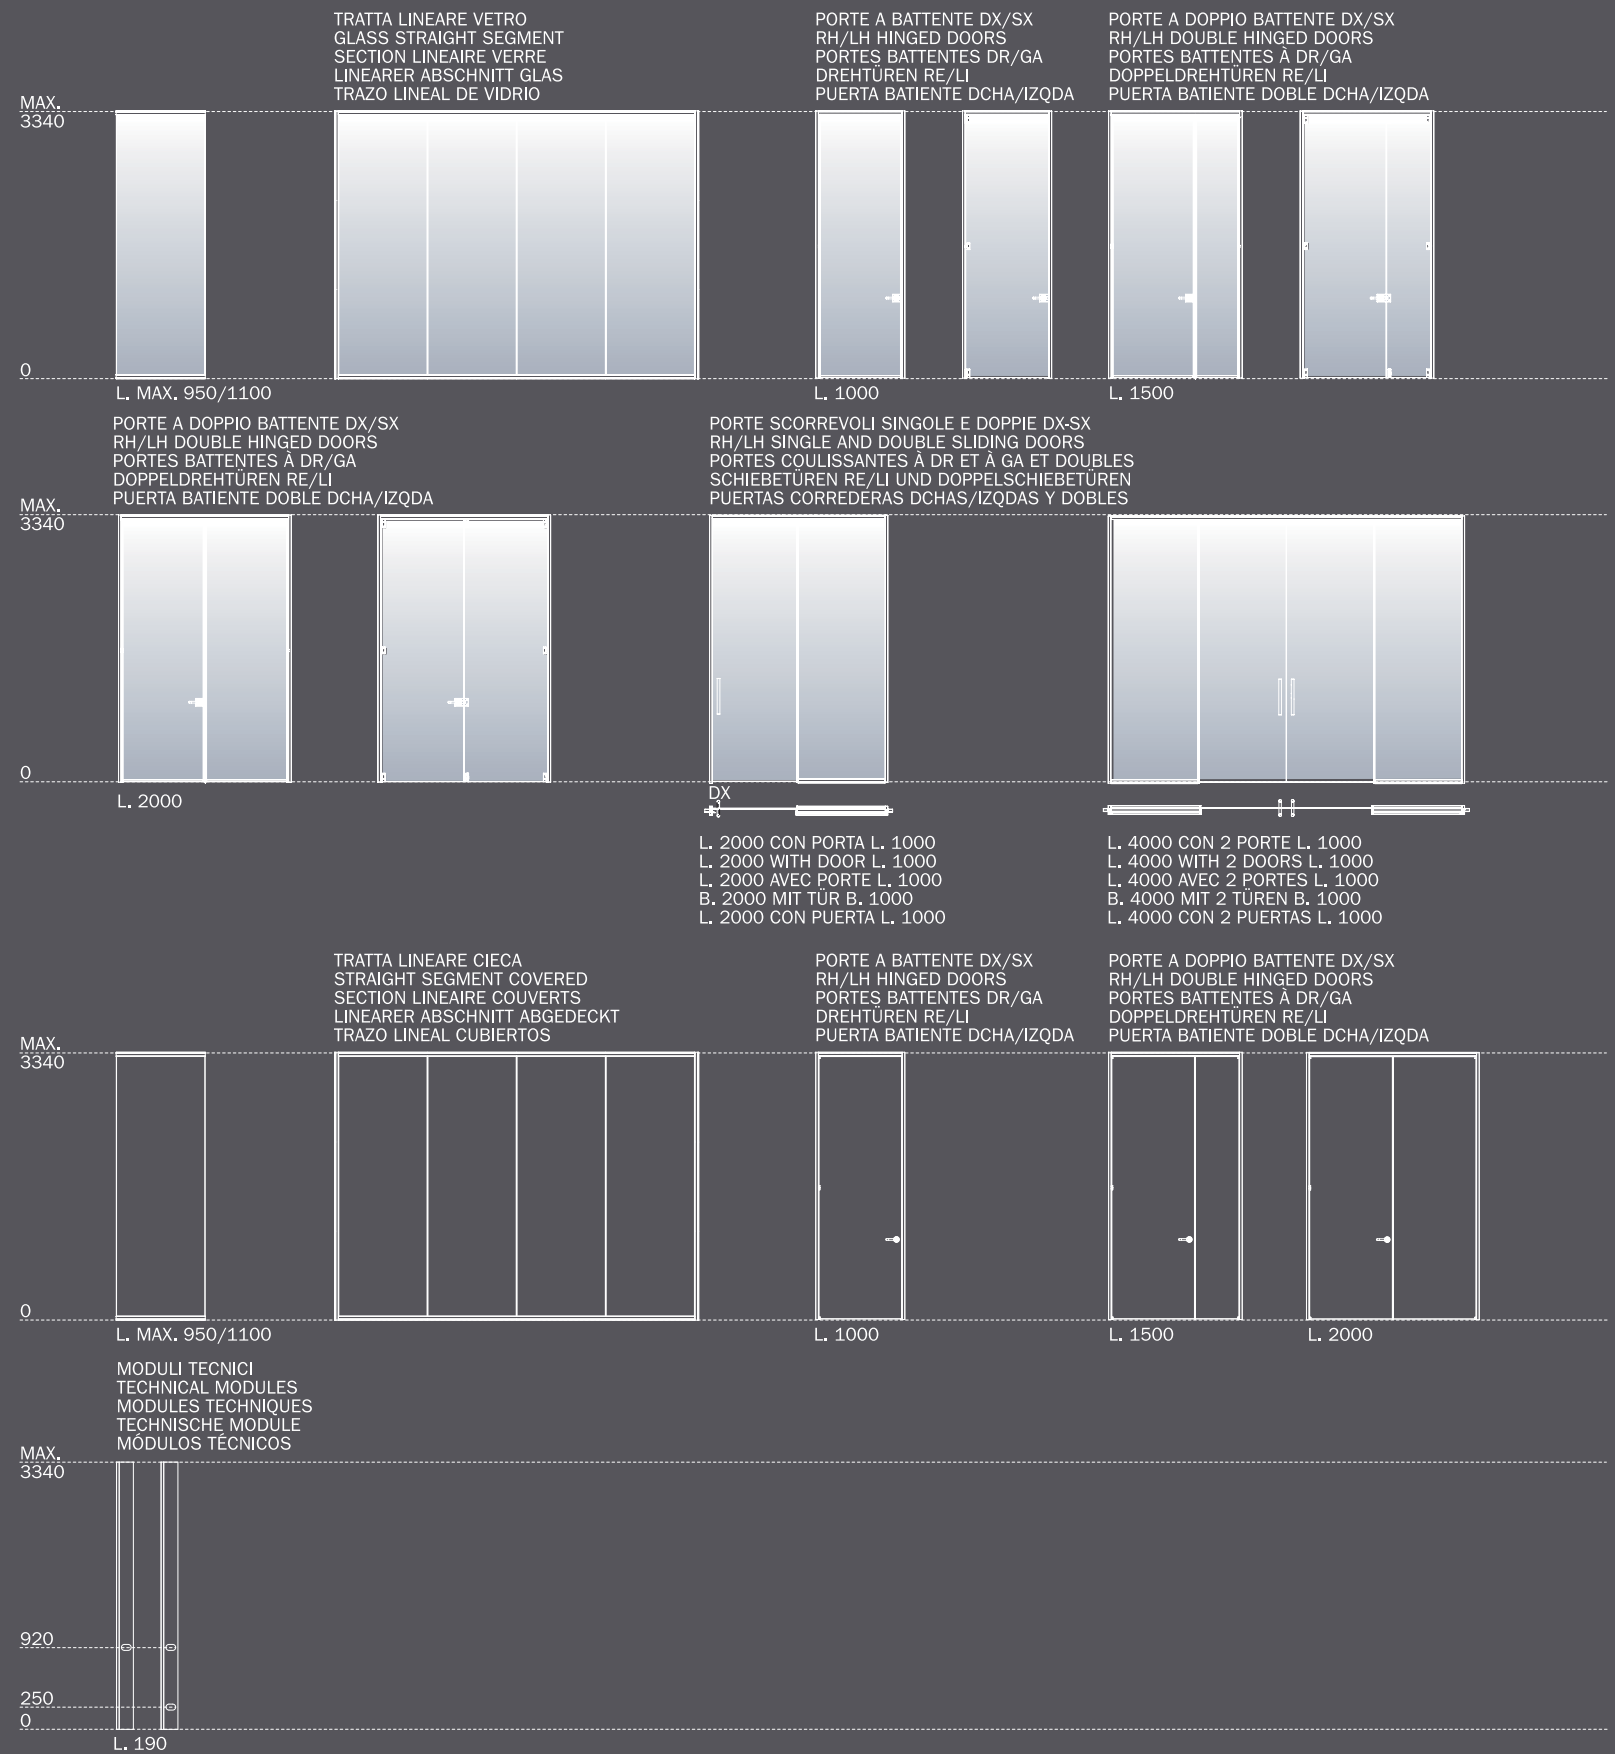 TRATTA LINEARE VETRO
GLASS STRAIGHT SEGMENT
SECTION LINEAIRE VERRE
LINEARER ABSCHNITT GLAS
TRAZO LINEAL DE VIDRIO
PORTE A BATTENTE DX/SX
RH/LH HINGED DOORS
PORTES BATTENTES DR/GA
DREHTÜREN RE/LI
PUERTA BATIENTE DCHA/IZQDA
PORTE A DOPPIO BATTENTE DX/SX
RH/LH DOUBLE HINGED DOORS
PORTES BATTENTES À DR/GA
DOPPELDREHTÜREN RE/LI
PUERTA BATIENTE DOBLE DCHA/IZQDA
MAX.
3340
0
L. MAX. 950/1100
L. 1000
L. 1500
PORTE A DOPPIO BATTENTE DX/SX
RH/LH DOUBLE HINGED DOORS
PORTES BATTENTES À DR/GA
DOPPELDREHTÜREN RE/LI
PUERTA BATIENTE DOBLE DCHA/IZQDA
PORTE SCORREVOLI SINGOLE E DOPPIE DX-SX
RH/LH SINGLE AND DOUBLE SLIDING DOORS
PORTES COULISSANTES À DR ET À GA ET DOUBLES
SCHIEBETÜREN RE/LI UND DOPPELSCHIEBETÜREN
PUERTAS CORREDERAS DCHAS/IZQDAS Y DOBLES
MAX.
3340
0
L. 2000
DX
L. 2000 CON PORTA L. 1000
L. 2000 WITH DOOR L. 1000
L. 2000 AVEC PORTE L. 1000
B. 2000 MIT TÜR B. 1000
L. 2000 CON PUERTA L. 1000
L. 4000 CON 2 PORTE L. 1000
L. 4000 WITH 2 DOORS L. 1000
L. 4000 AVEC 2 PORTES L. 1000
B. 4000 MIT 2 TÜREN B. 1000
L. 4000 CON 2 PUERTAS L. 1000
TRATTA LINEARE CIECA
STRAIGHT SEGMENT COVERED
SECTION LINEAIRE COUVERTS
LINEARER ABSCHNITT ABGEDECKT
TRAZO LINEAL CUBIERTOS
PORTE A BATTENTE DX/SX
RH/LH HINGED DOORS
PORTES BATTENTES DR/GA
DREHTÜREN RE/LI
PUERTA BATIENTE DCHA/IZQDA
PORTE A DOPPIO BATTENTE DX/SX
RH/LH DOUBLE HINGED DOORS
PORTES BATTENTES À DR/GA
DOPPELDREHTÜREN RE/LI
PUERTA BATIENTE DOBLE DCHA/IZQDA
MAX.
3340
0
L. MAX. 950/1100
L. 1000
L. 1500
L. 2000
MODULI TECNICI
TECHNICAL MODULES
MODULES TECHNIQUES
TECHNISCHE MODULE
MÓDULOS TÉCNICOS
MAX.
3340
920
250
0
L. 190